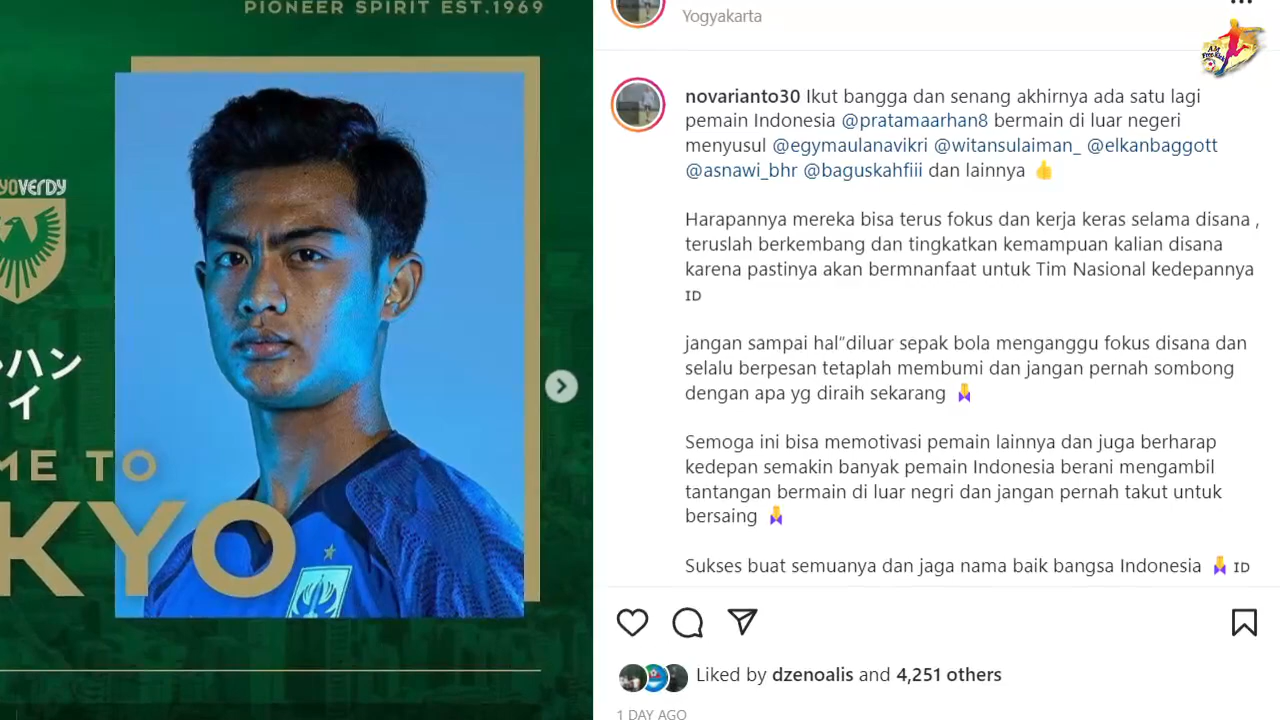 PIONEER SPIRIT EST.1969
YOVERDY
ハン
イ
ME TO
KYO
Yogyakarta
novarianto30 Ikut bangga dan senang akhirnya ada satu lagi
pemain Indonesia @pratamaarhan8 bermain di luar negeri
menyusul @egymaulanavikri @witansulaiman_ @elkanbaggott
@asnawi_bhr @baguskahfiii dan lainnya 👍
Harapannya mereka bisa terus fokus dan kerja keras selama disana ,
teruslah berkembang dan tingkatkan kemampuan kalian disana
karena pastinya akan bermnanfaat untuk Tim Nasional kedepannya
ID
jangan sampai hal"diluar sepak bola menganggu fokus disana dan
selalu berpesan tetaplah membumi dan jangan pernah sombong
dengan apa yg diraih sekarang
Semoga ini bisa memotivasi pemain lainnya dan juga berharap
kedepan semakin banyak pemain Indonesia berani mengambil
tantangan bermain di luar negri dan jangan pernah takut untuk
bersaing
Sukses buat semuanya dan jaga nama baik bangsa Indonesia ID
Liked by dzenoalis and 4,251 others
1 DAY AGO